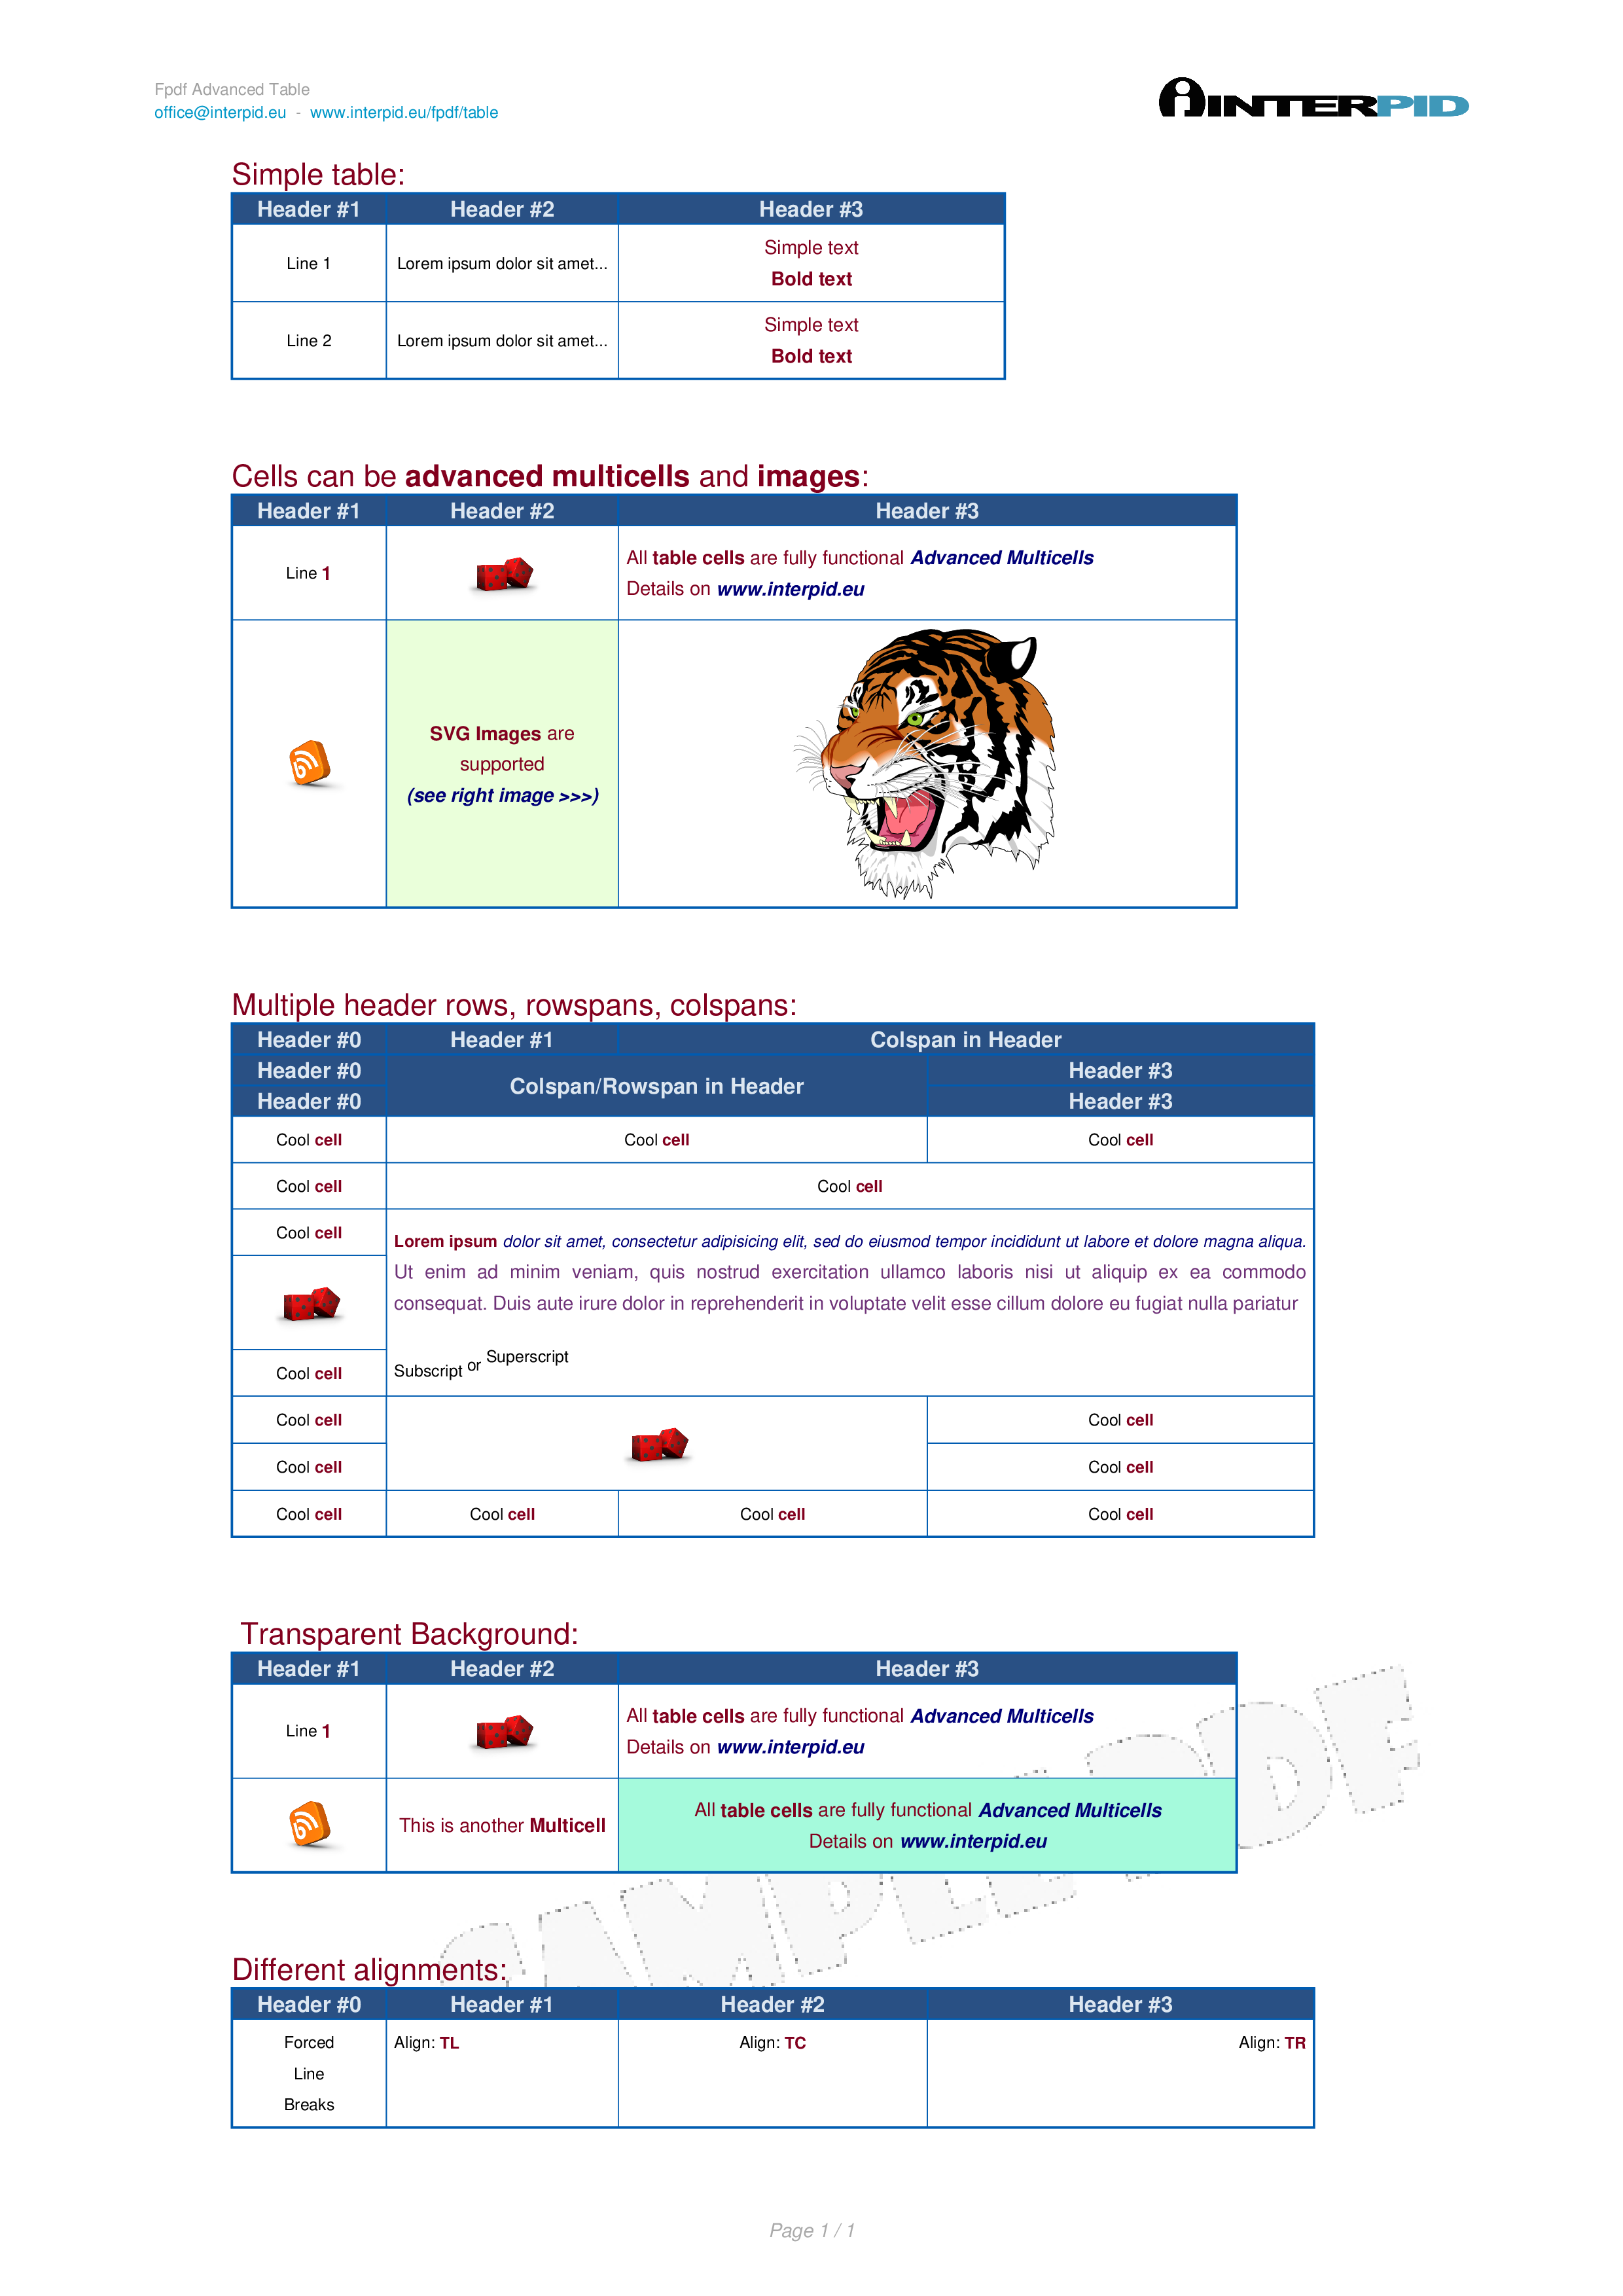 Fpdf Advanced Table
office@interpid.eu - www.interpid.eu/fpdf/table
INTERPID
Simple table:
Header #1 Header #2 Header #3
Line 1 Lorem ipsum dolor sit amet... Simple text
Bold text
Line 2 Lorem ipsum dolor sit amet... Simple text
Bold text
Cells can be advanced multicells and images:
Header #1 Header #2 Header #3
Line 1 All table cells are fully functional Advanced Multicells
Details on www.interpid.eu
SVG Images are
supported
(see right image >>>)
Multiple header rows, rowspans, colspans:
Header #0 Header #1 Colspan in Header
Header #0 Colspan/Rowspan in Header Header #3
Header #0 Header #3
Cool cell Cool cell Cool cell
Cool cell Cool cell
Cool cell
Lorem ipsum dolor sit amet, consectetur adipisicing elit, sed do eiusmod tempor incididunt ut labore et dolore magna aliqua.
Ut enim ad minim veniam, quis nostrud exercitation ullamco laboris nisi ut aliquip ex ea commodo
consequat. Duis aute irure dolor in reprehenderit in voluptate velit esse cillum dolore eu fugiat nulla pariatur
Subscript or Superscript
Cool cell
Cool cell Cool cell
Cool cell Cool cell
Cool cell Cool cell Cool cell Cool cell
Transparent Background:
Header #1 Header #2 Header #3
Line 1 All table cells are fully functional Advanced Multicells
Details on www.interpid.eu
This is another Multicell All table cells are fully functional Advanced Multicells
Details on www.interpid.eu
SAMPLE PDF
Different alignments:
Header #0 Header #1 Header #2 Header #3
Forced Align: TL Align: TC Align: TR
Line
Breaks
Page 1 / 1